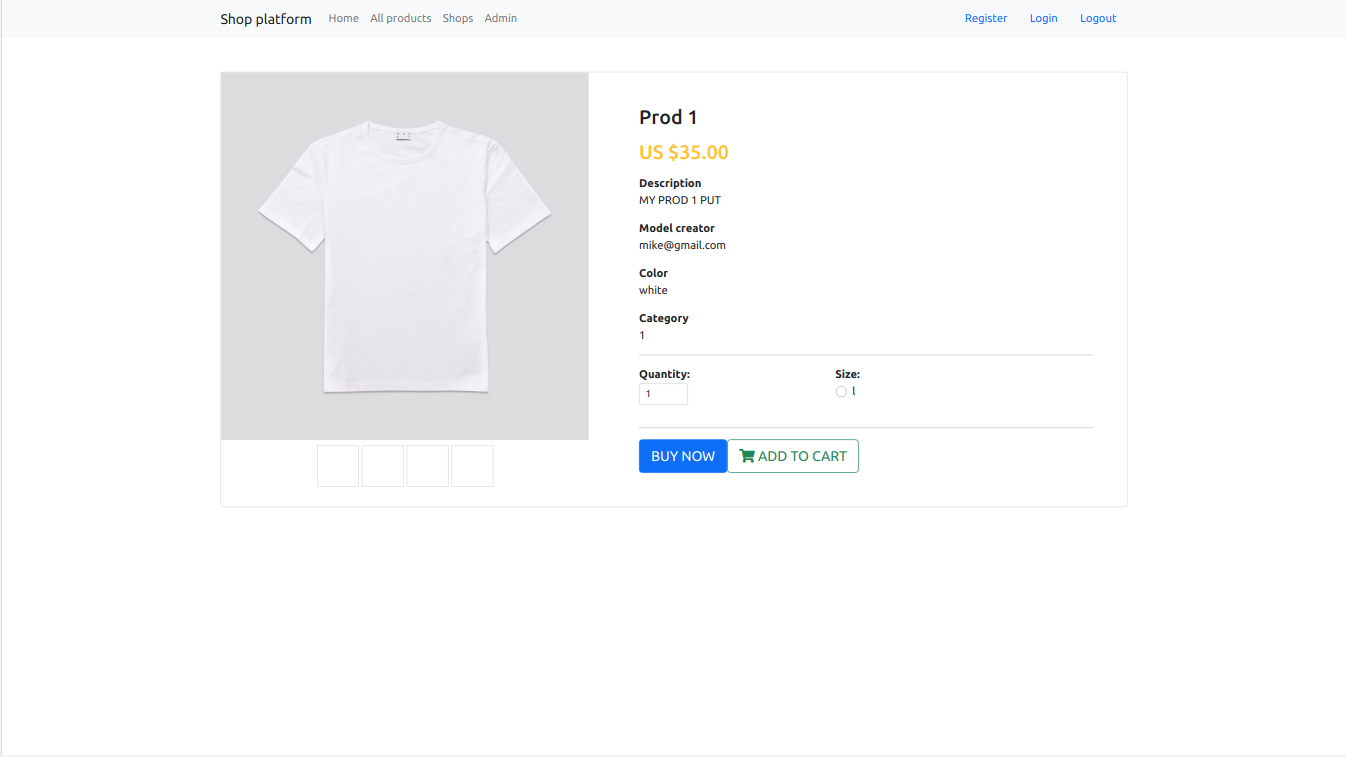 Shop platform Home All products Shops Admin Register Login Logout
Prod 1
US $35.00
Description
MY PROD 1 PUT
Model creator
mike@gmail.com
Color
white
Category
1
Quantity: Size:
1 l
BUY NOW ADD TO CART